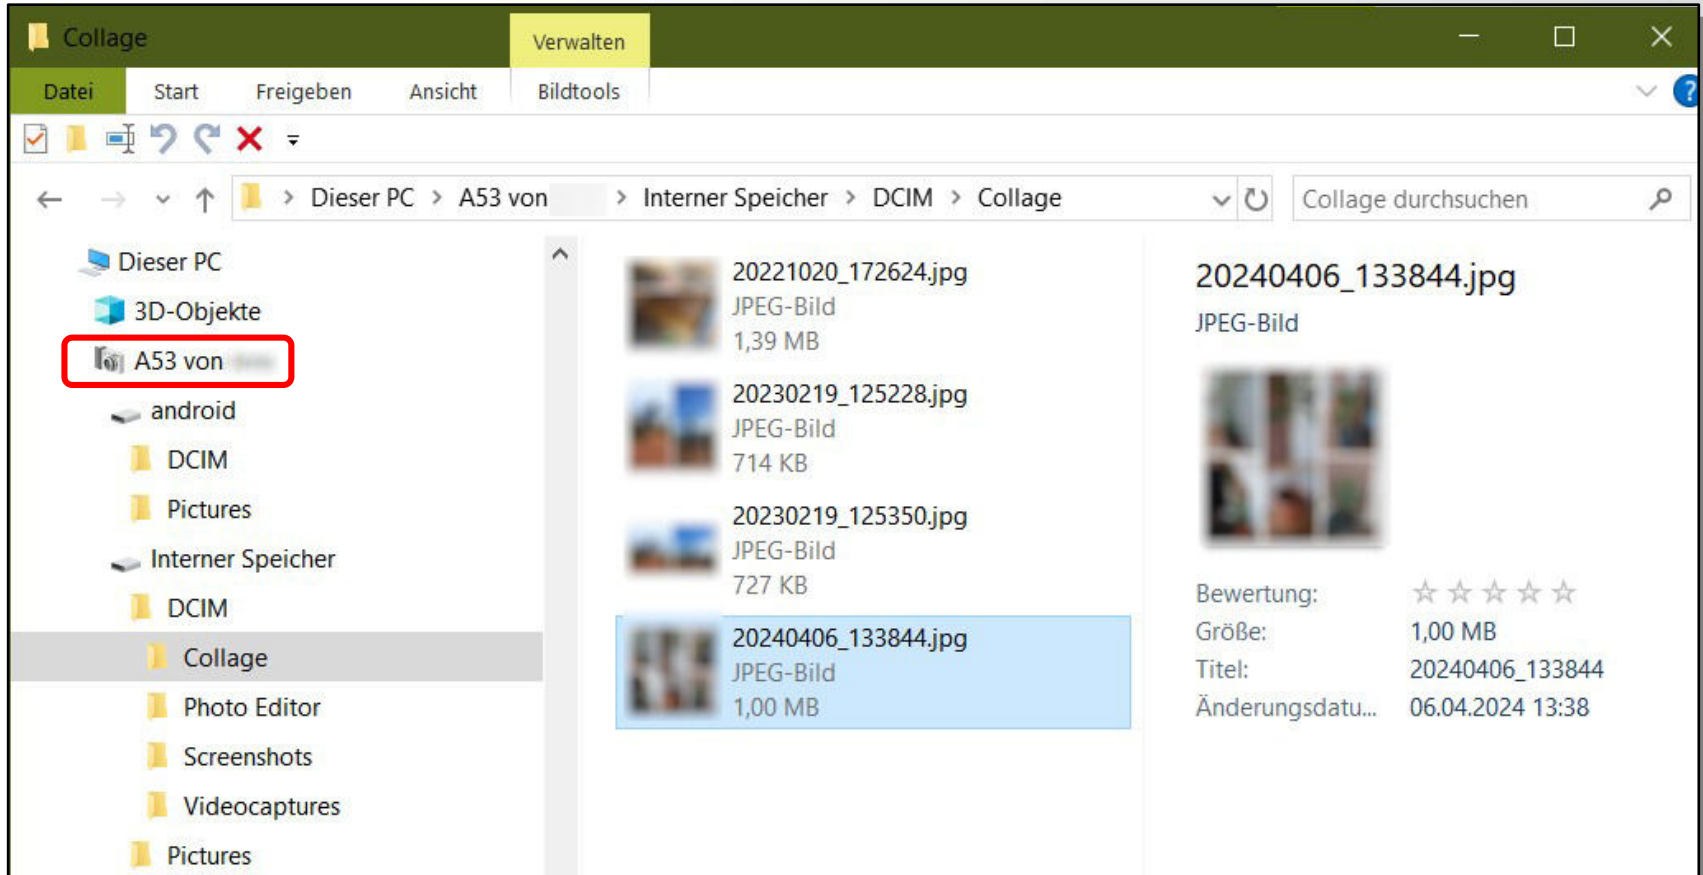 Collage
Verwalten
Datei Start Freigeben Ansicht Bildtools
?
Dieser PC > A53 von > Interner Speicher > DCIM > Collage
Collage durchsuchen
Dieser PC
3D-Objekte
A53 von
android
DCIM
Pictures
Interner Speicher
DCIM
Collage
Photo Editor
Screenshots
Videocaptures
Pictures
20221020_172624.jpg
JPEG-Bild
1,39 MB
20230219_125228.jpg
JPEG-Bild
714 KB
20230219_125350.jpg
JPEG-Bild
727 KB
20240406_133844.jpg
JPEG-Bild
1,00 MB
20240406_133844.jpg
JPEG-Bild
Bewertung:
Größe: 1,00 MB
Titel: 20240406_133844
Änderungsdatu... 06.04.2024 13:38